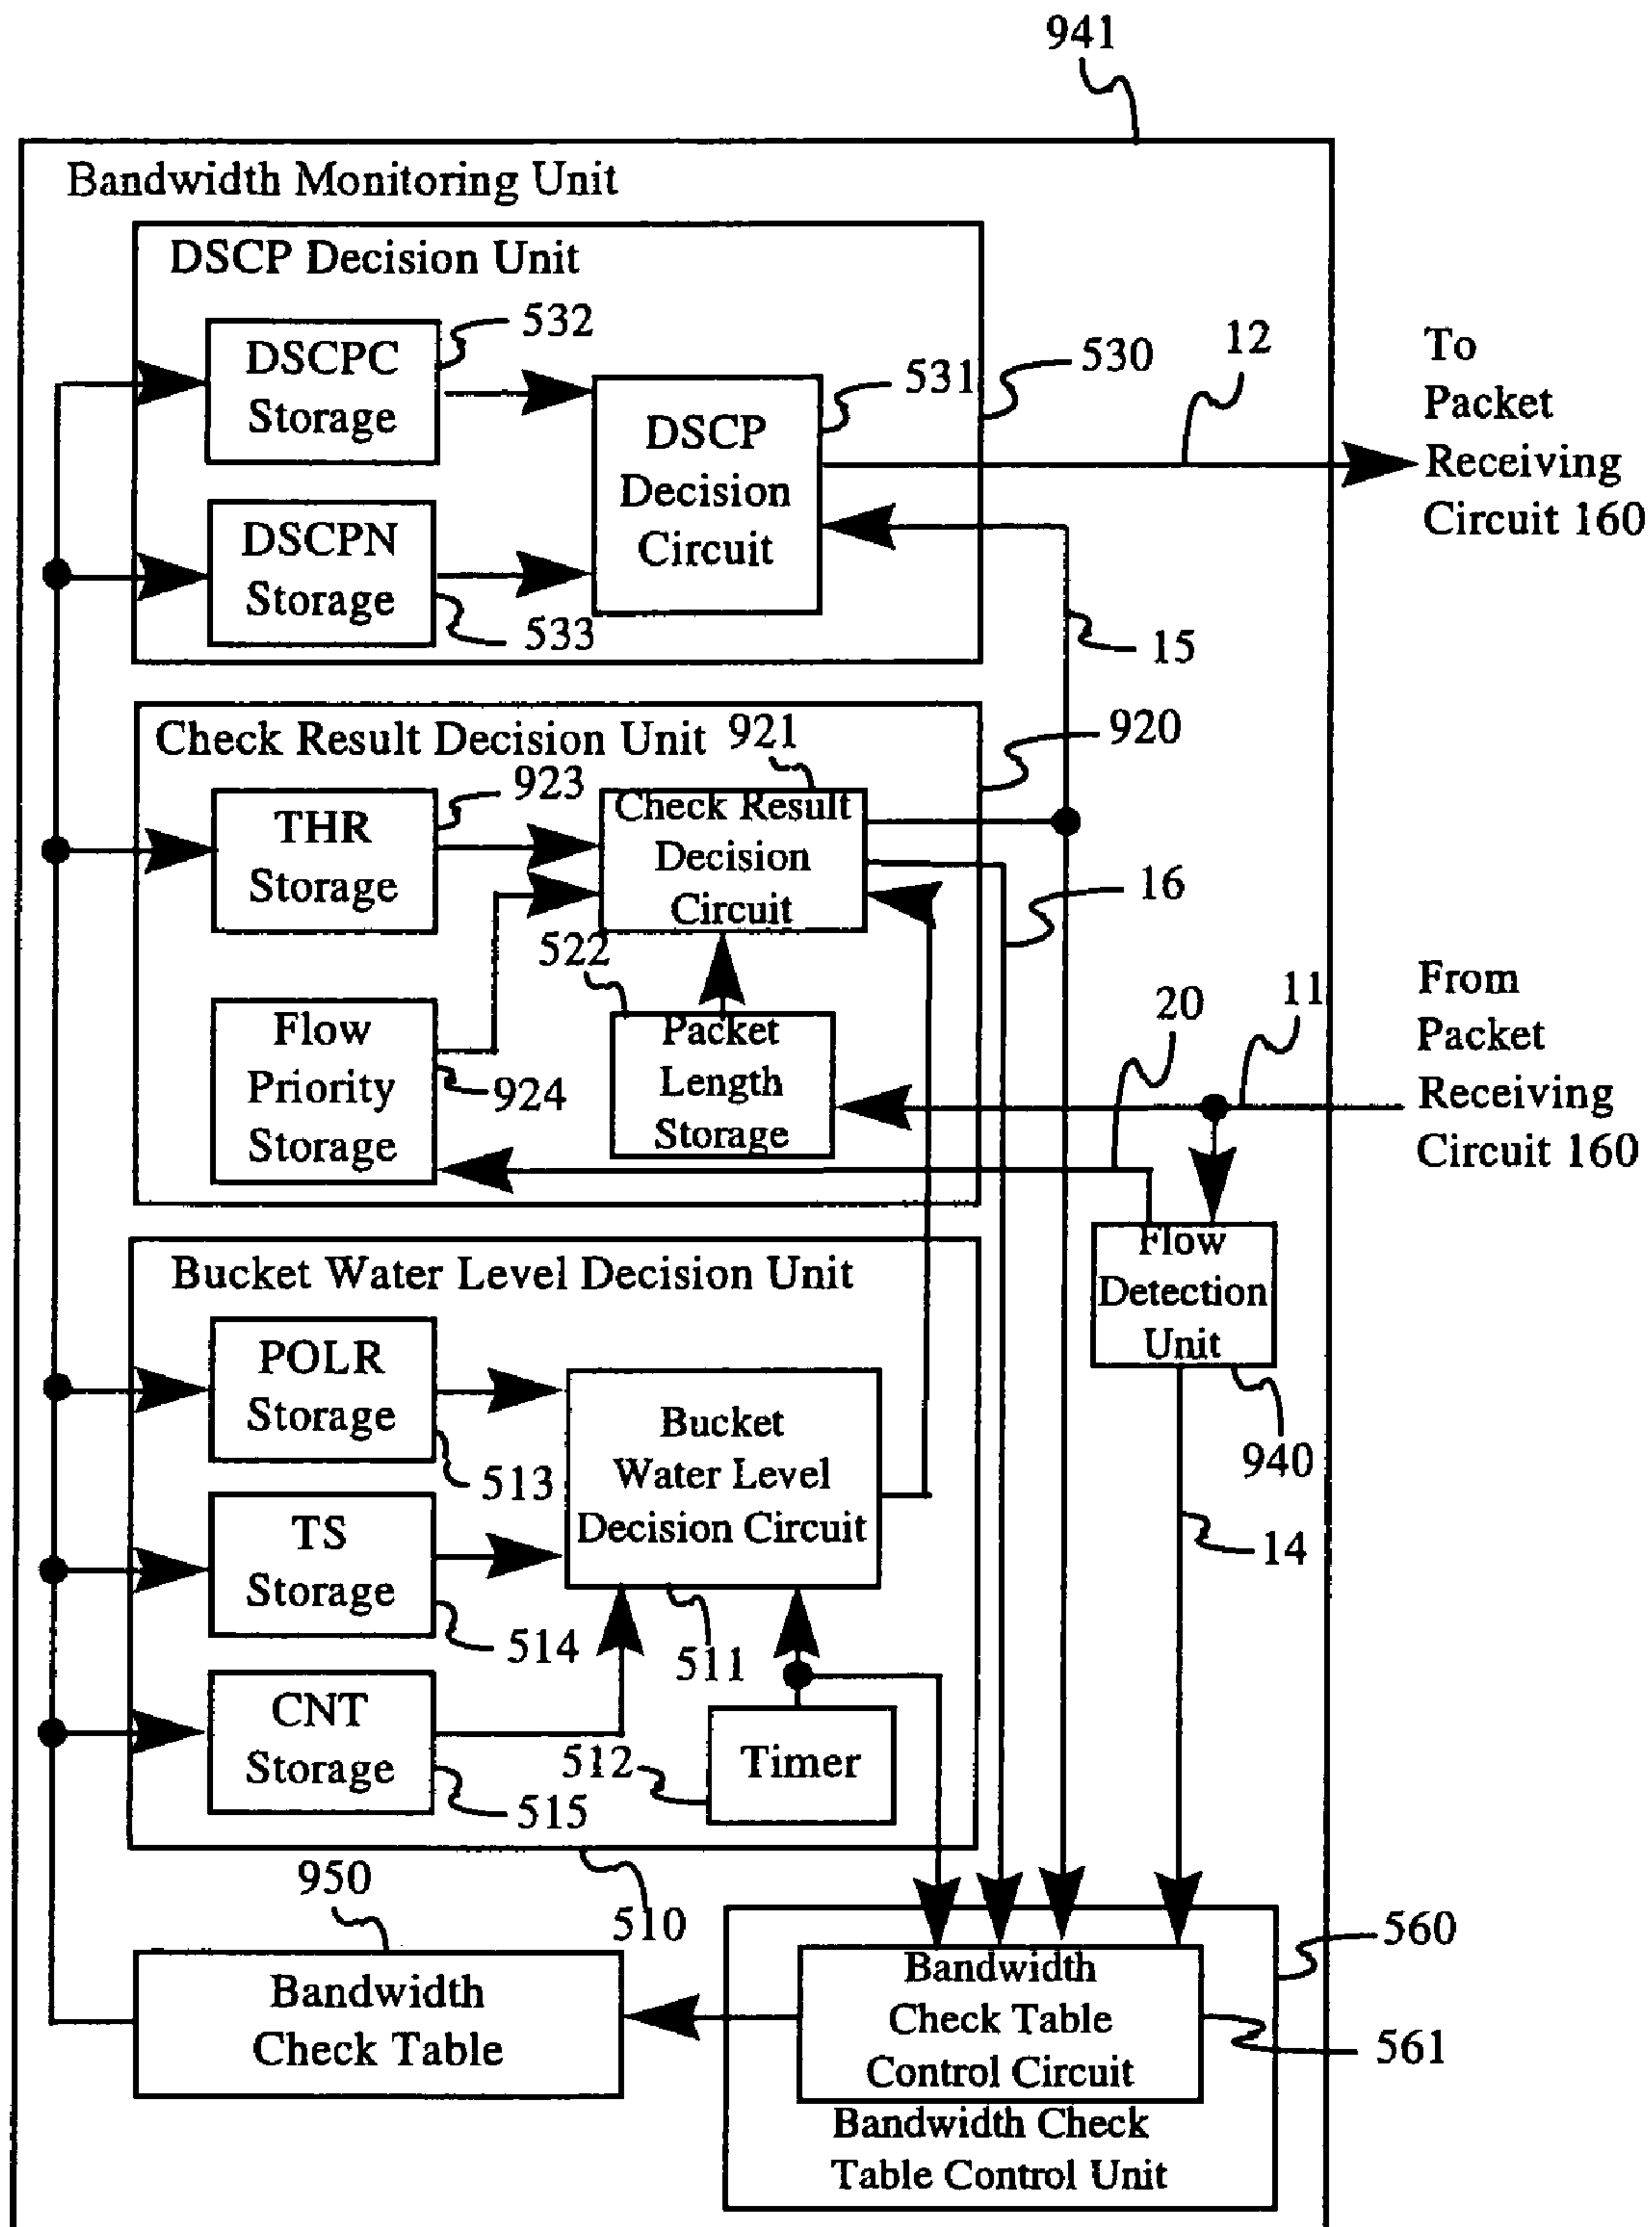 941
Bandwidth Monitoring Unit
DSCP Decision Unit
532
DSCPC
Storage
DSCPN
Storage
533
531
DSCP
Decision
Circuit
530
12
To
Packet
Receiving
Circuit 160
15
Check Result Decision Unit
921
920
923
THR
Storage
Check Result
Decision
Circuit
16
522
Flow
Priority
Storage
924
Packet
Length
Storage
20
11
From
Packet
Receiving
Circuit 160
Flow
Detection
Unit
940
14
Bucket Water Level Decision Unit
POLR
Storage
513
TS
Storage
514
CNT
Storage
515
Bucket
Water Level
Decision Circuit
511
512
Timer
510
950
Bandwidth
Check Table
560
Bandwidth
Check Table
Control Circuit
561
Bandwidth Check
Table Control Unit